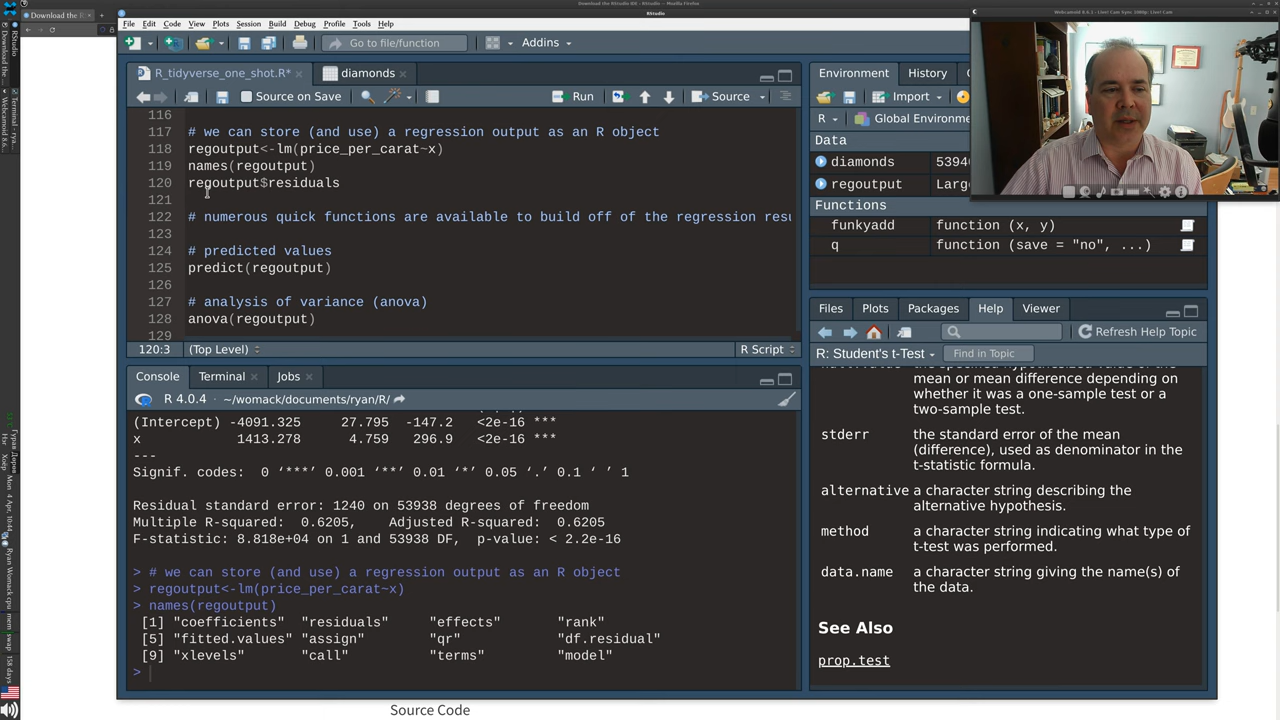 Download the RStudio IDE - RStudio - Mozilla Firefox
RStudio
File Edit Code View Plots Session Build Debug Profile Tools Help
Go to file/function
Addins
R_tidyverse_one_shot.R*
diamonds
Source on Save
Run
Source
116
117 # we can store (and use) a regression output as an R object
118 regoutput<-lm(price_per_carat~x)
119 names(regoutput)
120 regoutput$residuals
121
122 # numerous quick functions are available to build off of the regression resu
123
124 # predicted values
125 predict(regoutput)
126
127 # analysis of variance (anova)
128 anova(regoutput)
129
120:3
(Top Level)
R Script
Console
Terminal
Jobs
R 4.0.4 · ~/womack/documents/ryan/R/
(Intercept) -4091.325 27.795 -147.2 <2e-16 ***
x 1413.278 4.759 296.9 <2e-16 ***
---
Signif. codes: 0 ‘***’ 0.001 ‘**’ 0.01 ‘*’ 0.05 ‘.’ 0.1 ‘ ’ 1
Residual standard error: 1240 on 53938 degrees of freedom
Multiple R-squared: 0.6205, Adjusted R-squared: 0.6205
F-statistic: 8.818e+04 on 1 and 53938 DF, p-value: < 2.2e-16
> # we can store (and use) a regression output as an R object
> regoutput<-lm(price_per_carat~x)
> names(regoutput)
[1] "coefficients" "residuals" "effects" "rank"
[5] "fitted.values" "assign" "qr" "df.residual"
[9] "xlevels" "call" "terms" "model"
>
Environment
History
Import
R
Global Environme
Data
diamonds 5394
regoutput Larg
Functions
funkyadd function (x, y)
q function (save = "no", ...)
Files
Plots
Packages
Help
Viewer
Refresh Help Topic
R: Student's t-Test
Find in Topic
mean or mean difference depending on
whether it was a one-sample test or a
two-sample test.
stderr the standard error of the mean
(difference), used as denominator in the
t-statistic formula.
alternative a character string describing the
alternative hypothesis.
method a character string indicating what type of
t-test was performed.
data.name a character string giving the name(s) of
the data.
See Also
prop.test
Source Code